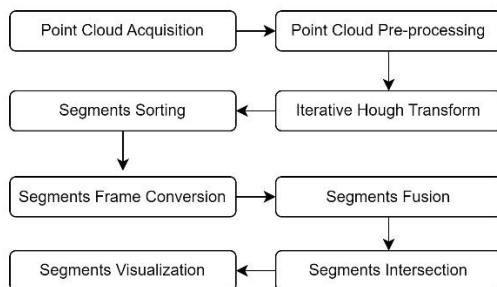 Point Cloud Acquisition
Point Cloud Pre-processing
Iterative Hough Transform
Segments Sorting
Segments Frame Conversion
Segments Fusion
Segments Intersection
Segments Visualization